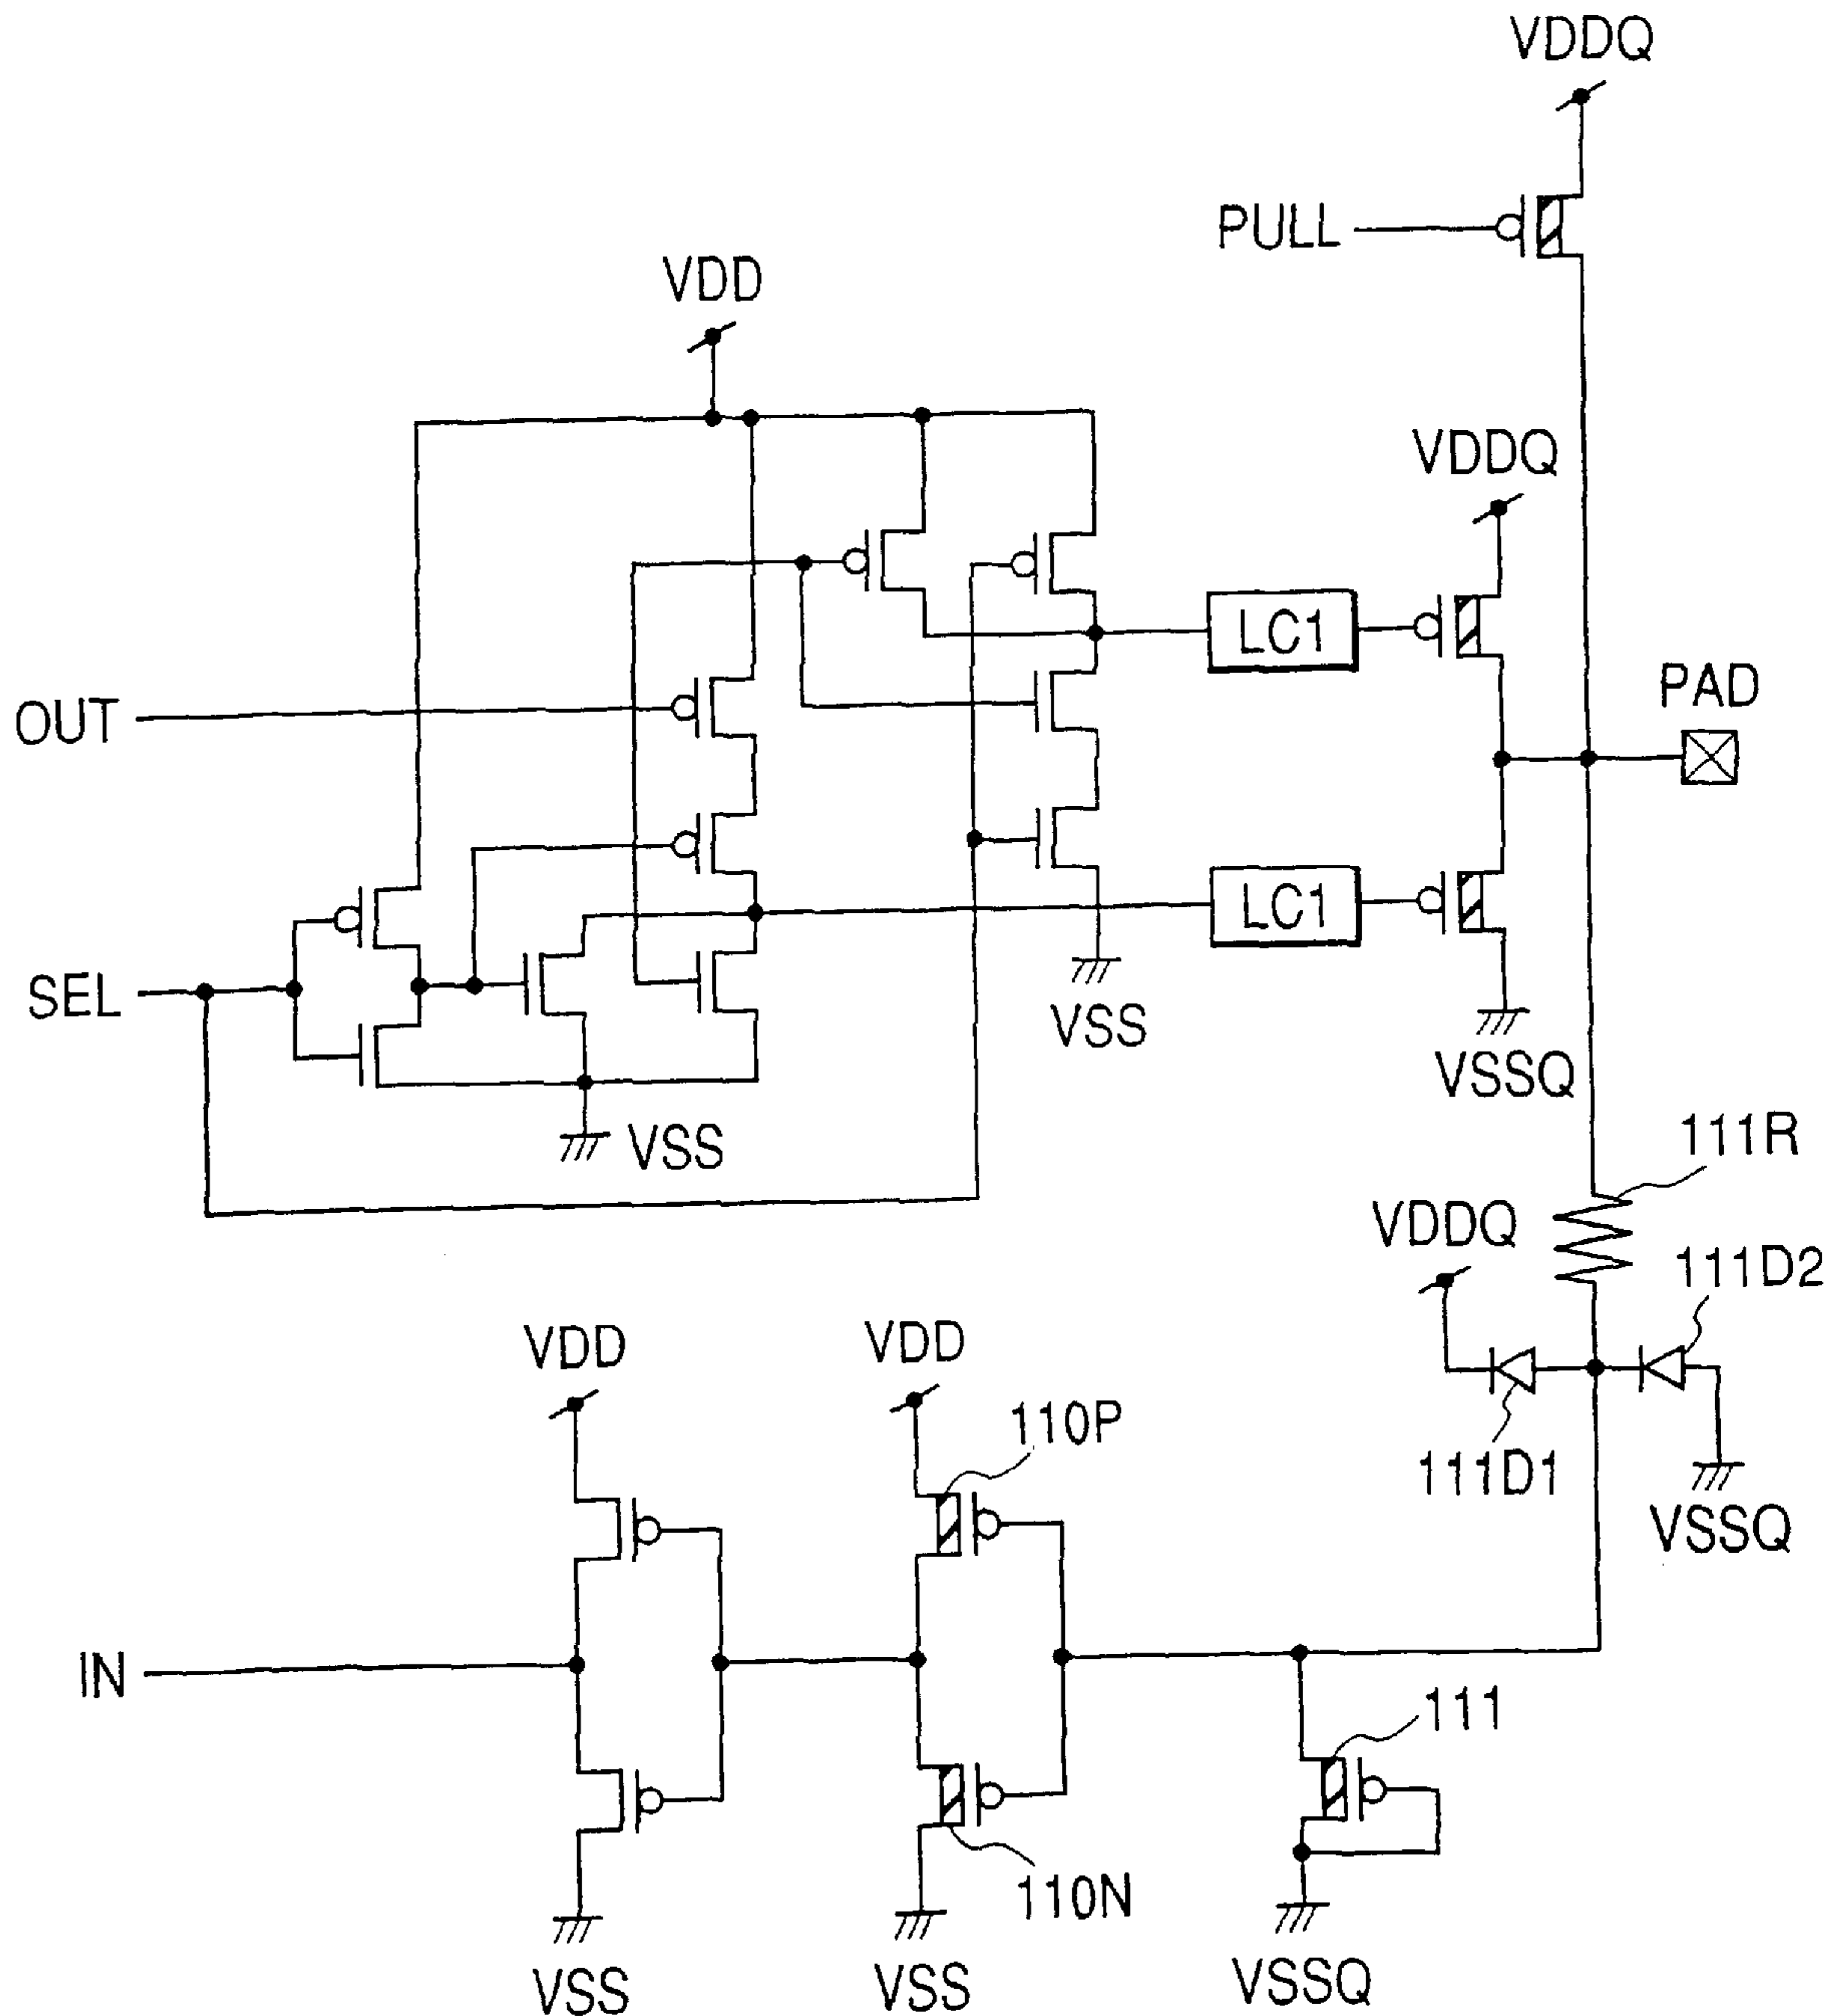 VDDQ
PULL
VDD
VDDQ
LC1
PAD
OUT
LC1
SEL
VSS
VSSQ
VSS
111R
VDDQ
111D2
VDD
VDD
110P
111D1
VSSQ
IN
111
110N
VSS
VSS
VSSQ